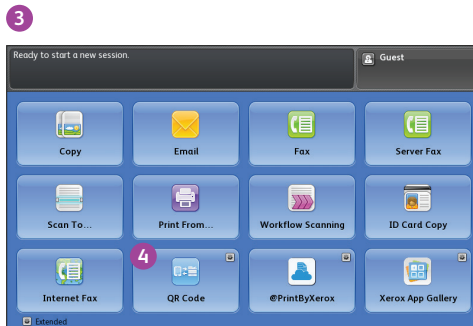 3
Ready to start a new session.
Guest
Copy
Email
Fax
Server Fax
Scan To...
Print From...
Workflow Scanning
ID Card Copy
4
Internet Fax
QR Code
@PrintByXerox
Xerox App Gallery
Extended